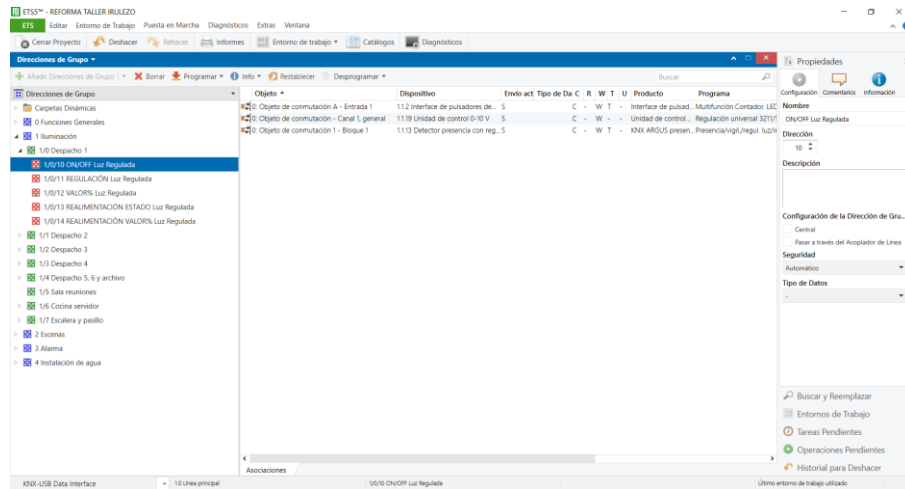 ETS5™ - REFORMA TALLER IRULEZO
ETS Editar Entorno de Trabajo Puesta en Marcha Diagnósticos Extras Ventana
Cerrar Proyecto Deshacer Rehacer Informes Entorno de trabajo Catálogos Diagnósticos
Direcciones de Grupo
Añadir Direcciones de Grupo Borrar Programar Info Restablecer Desprogramar Buscar
Direcciones de Grupo
Carpetas Dinámicas
0 Funciones Generales
1 Iluminación
1/0 Despacho 1
1/0/10 ON/OFF Luz Regulada
1/0/11 REGULACIÓN Luz Regulada
1/0/12 VALOR% Luz Regulada
1/0/13 REALIMENTACIÓN ESTADO Luz Regulada
1/0/14 REALIMENTACIÓN VALOR% Luz Regulada
1/1 Despacho 2
1/2 Despacho 3
1/3 Despacho 4
1/4 Despacho 5, 6 y archivo
1/5 Sala reuniones
1/6 Cocina servidor
1/7 Escalera y pasillo
2 Escenas
3 Alarma
4 Instalación de agua
Objeto Dispositivo Envío act Tipo de Da C R W T U Producto Programa
0: Objeto de conmutación A - Entrada 1 1.1.2 Interface de pulsadores de... S C - W T - Interface de pulsad... Multifunción.Contador. LED
0: Objeto de conmutación - Canal 1, general 1.1.19 Unidad de control 0-10 V S C - W - - Unidad de control... Regulación universal 3211/1
0: Objeto de conmutación 1 - Bloque 1 1.1.13 Detector presencia con reg... S C - W T - KNX ARGUS presen... Presencia/vigil./regul. luz/
Asociaciones
Propiedades
Configuración Comentarios Información
Nombre
ON/OFF Luz Regulada
Dirección
10
Descripción
Configuración de la Dirección de Gru...
Central
Pasar a través del Acoplador de Línea
Seguridad
Automático
Tipo de Datos
-
Buscar y Reemplazar
Entornos de Trabajo
Tareas Pendientes
Operaciones Pendientes
Historial para Deshacer
KNX-USB Data Interface 1.0 Línea principal 1/0/10 ON/OFF Luz Regulada Último entorno de trabajo utilizado